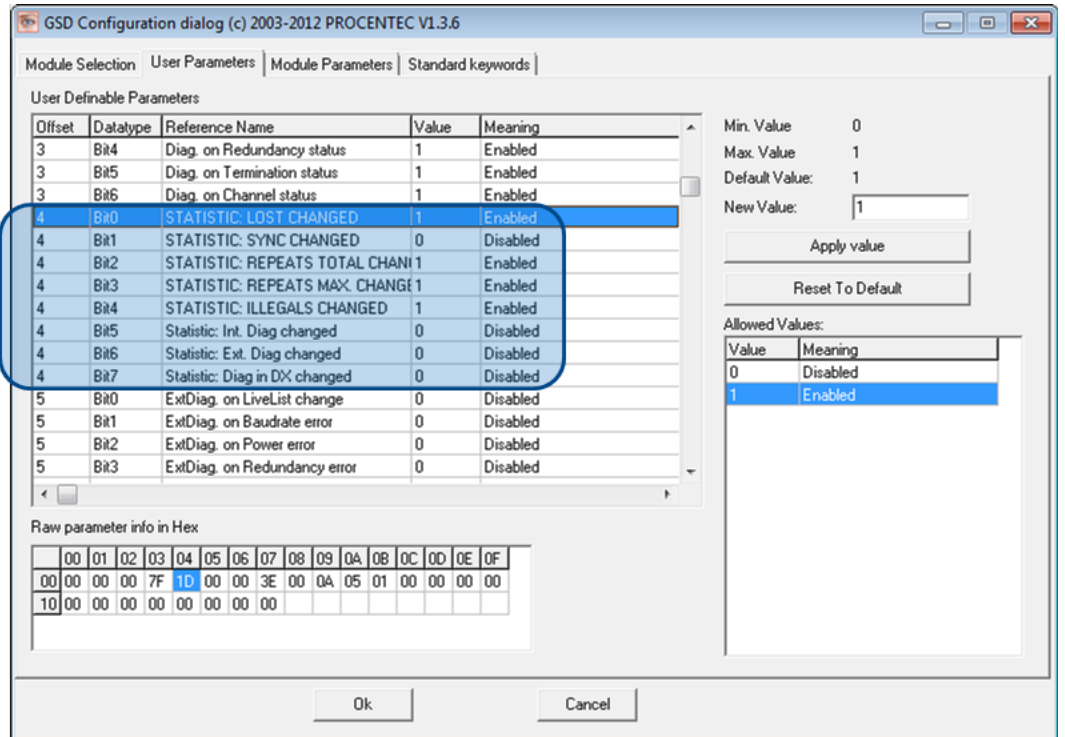 GSD Configuration dialog (c) 2003-2012 PROCENTEC V1.3.6
Module Selection User Parameters Module Parameters Standard keywords
User Definable Parameters
Offset Datatype Reference Name Value Meaning
3 Bit4 Diag. on Redundancy status 1 Enabled
3 Bit5 Diag. on Termination status 1 Enabled
3 Bit6 Diag. on Channel status 1 Enabled
4 Bit0 STATISTIC: LOST CHANGED 1 Enabled
4 Bit1 STATISTIC: SYNC CHANGED 0 Disabled
4 Bit2 STATISTIC: REPEATS TOTAL CHAN 1 Enabled
4 Bit3 STATISTIC: REPEATS MAX. CHANGE 1 Enabled
4 Bit4 STATISTIC: ILLEGALS CHANGED 1 Enabled
4 Bit5 Statistic: Int. Diag changed 0 Disabled
4 Bit6 Statistic: Ext. Diag changed 0 Disabled
4 Bit7 Statistic: Diag in DX changed 0 Disabled
5 Bit0 ExtDiag. on LiveList change 0 Disabled
5 Bit1 ExtDiag. on Baudrate error 0 Disabled
5 Bit2 ExtDiag. on Power error 0 Disabled
5 Bit3 ExtDiag. on Redundancy error 0 Disabled
Min. Value 0
Max. Value 1
Default Value: 1
New Value: 1
Apply value
Reset To Default
Allowed Values:
Value Meaning
0 Disabled
1 Enabled
Raw parameter info in Hex
00 01 02 03 04 05 06 07 08 09 0A 0B 0C 0D 0E 0F
00 00 00 00 7F 1D 00 00 3E 00 0A 05 01 00 00 00 00
10 00 00 00 00 00 00 00 00
Ok Cancel